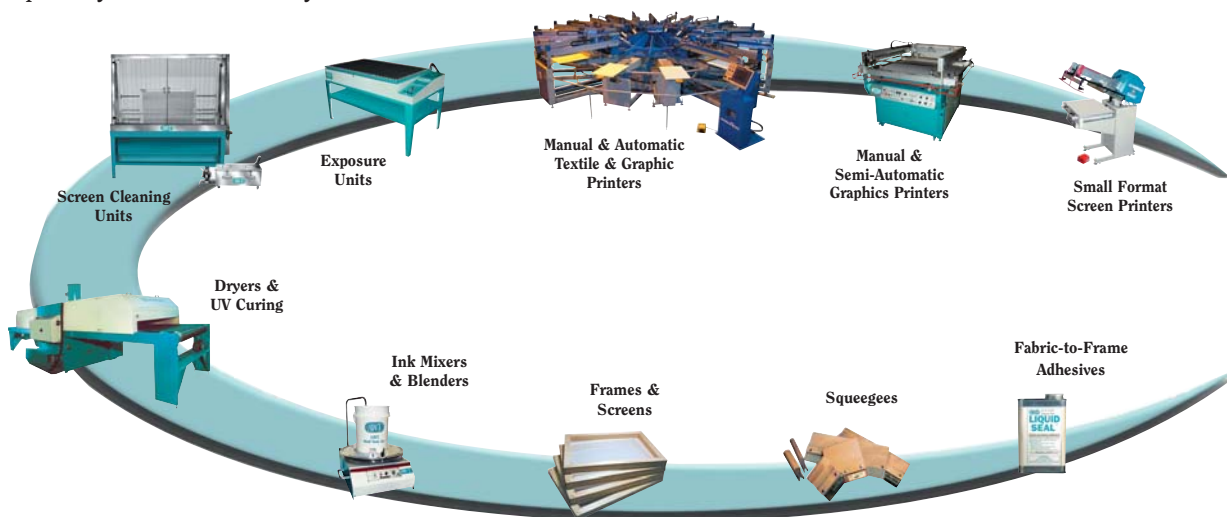 Screen Cleaning
Units
Exposure
Units
Manual & Automatic
Textile & Graphic
Printers
Manual &
Semi-Automatic
Graphics Printers
Small Format
Screen Printers
Dryers &
UV Curing
Ink Mixers
& Blenders
Frames &
Screens
Squeegees
Fabric-to-Frame
Adhesives
LIQUID
SEAL